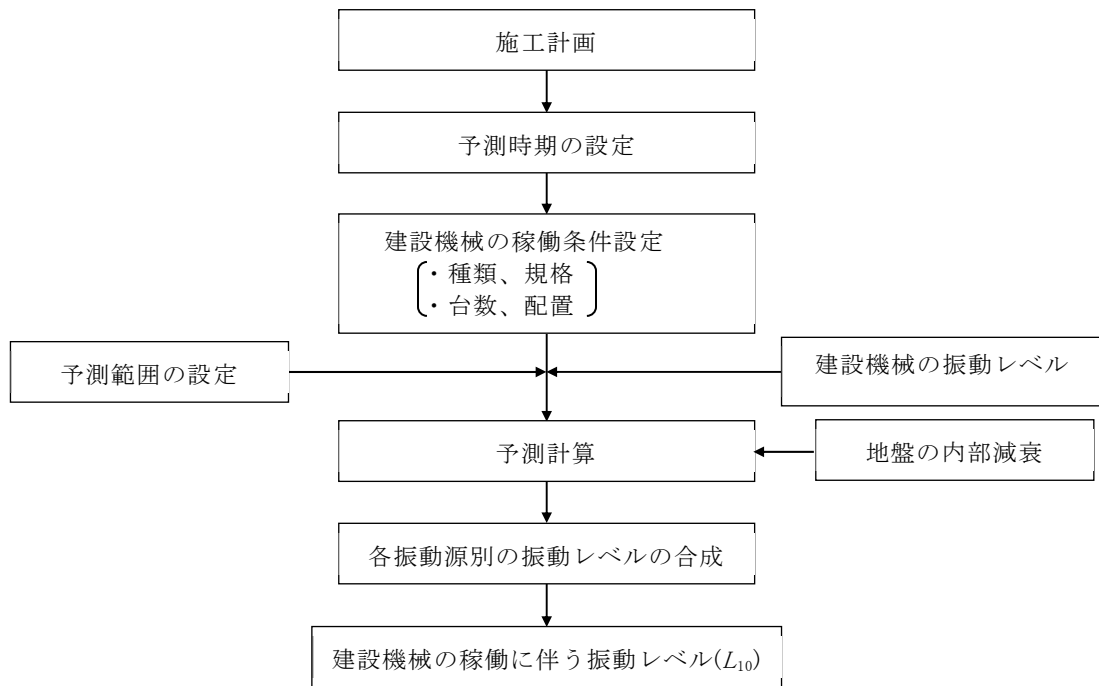 施工計画
予測時期の設定
建設機械の稼働条件設定
・種類、規格
・台数、配置
予測範囲の設定
建設機械の振動レベル
予測計算
地盤の内部減衰
各振動源別の振動レベルの合成
建設機械の稼働に伴う振動レベル(L10)